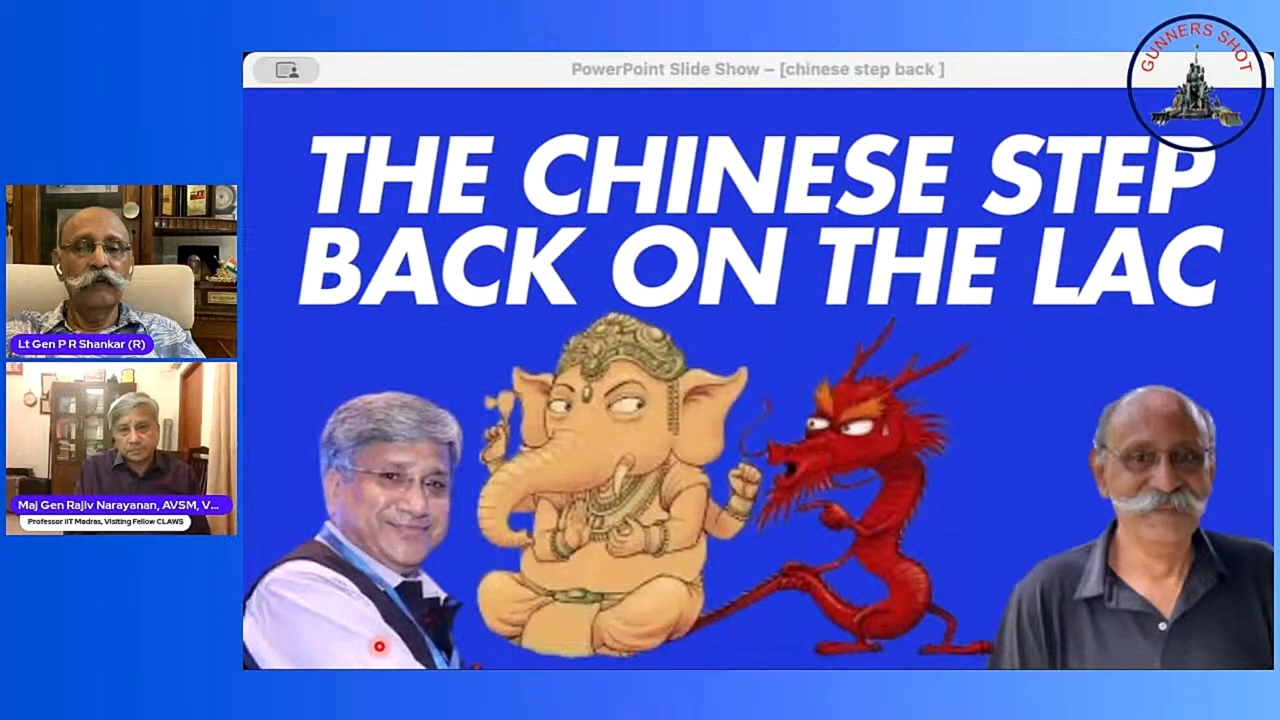 GUNNERS SHOT
PowerPoint Slide Show – [chinese step back ]
THE CHINESE STEP
BACK ON THE LAC
Lt Gen P R Shankar (R)
Maj Gen Rajiv Narayanan, AVSM, V...
Professor IIT Madras, Visiting Fellow CLAWS